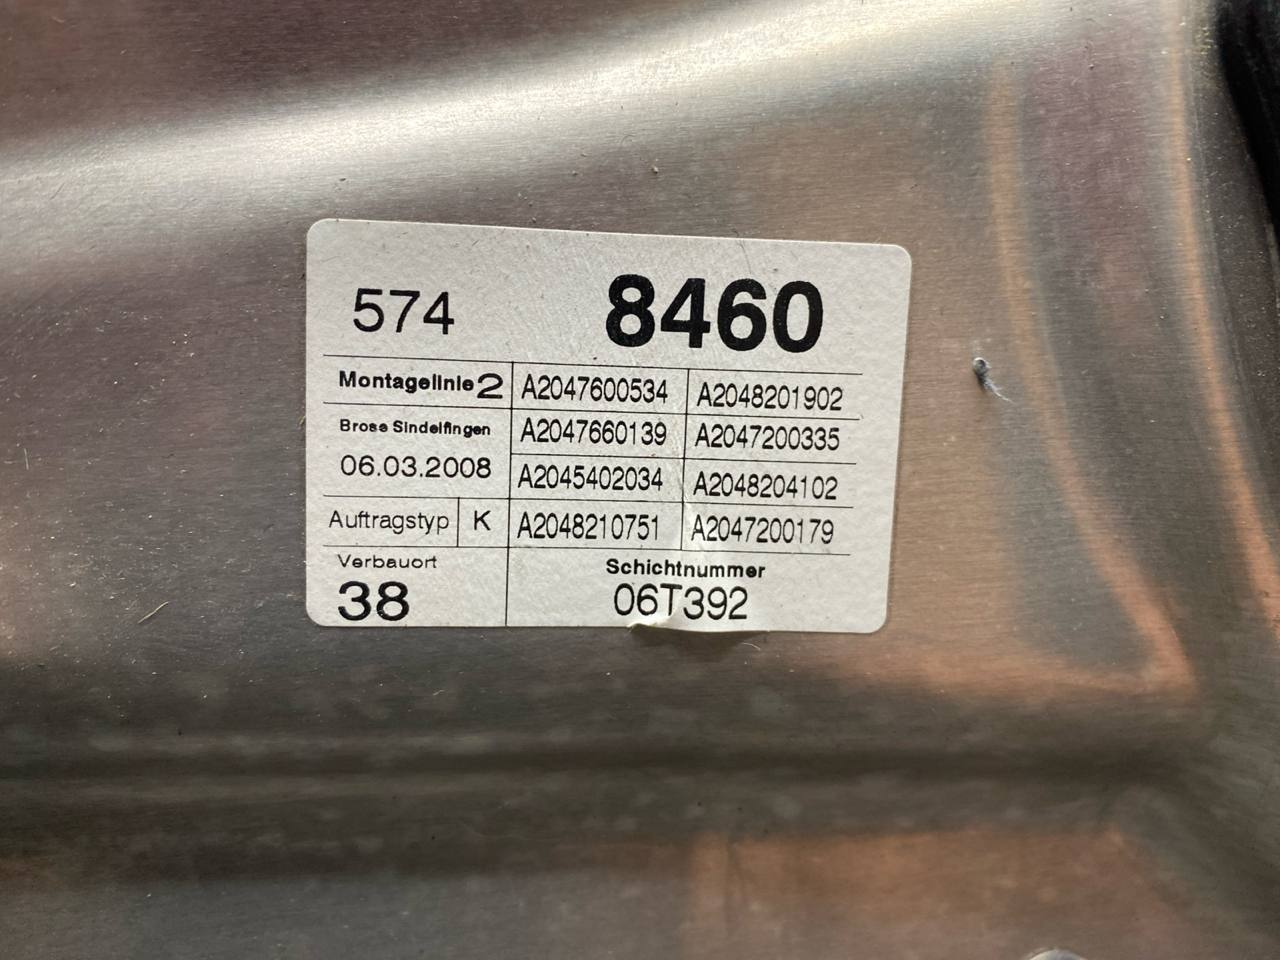 574 8460
Montagelinie 2 A2047600534 A2048201902
Brose Sindelfingen A2047660139 A2047200335
06.03.2008 A2045402034 A2048204102
Auftragstyp K A2048210751 A2047200179
Verbauort Schichtnummer
38 06T392